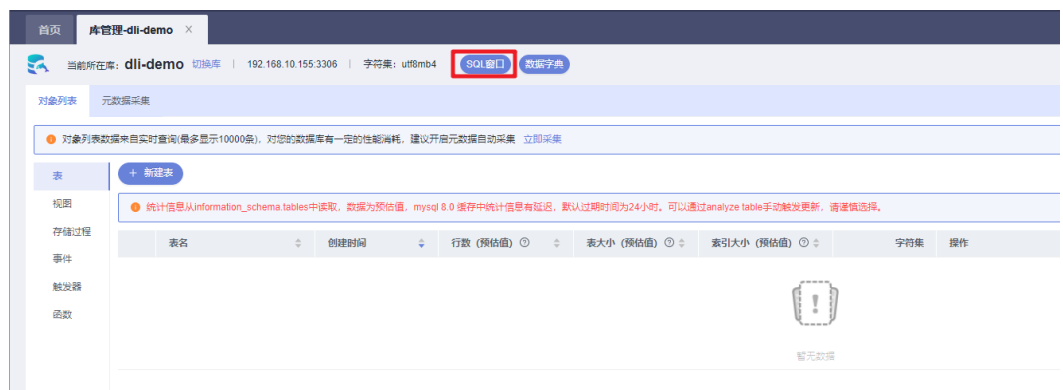 首页 库管理-dli-demo ×
当前所在库: dli-demo 切换库 | 192.168.10.155:3306 | 字符集: utf8mb4 SQL窗口 数据字典
对象列表 元数据采集
对象列表数据来自实时查询(最多显示10000条)，对您的数据库有一定的性能消耗，建议开启元数据自动采集 立即采集
表
视图
存储过程
事件
触发器
函数
+ 新建表
统计信息从information_schema.tables中读取，数据为预估值，mysql 8.0 缓存中统计信息有延迟，默认过期时间为24小时。可以通过analyze table手动触发更新，请谨慎选择。
表名 创建时间 行数 (预估值) 表大小 (预估值) 索引大小 (预估值) 字符集 操作
暂无数据